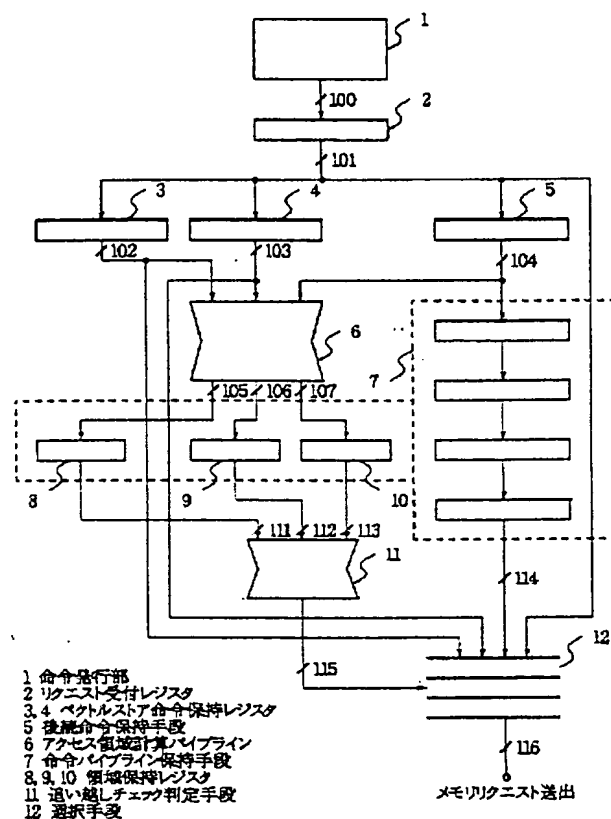 1
100
2
101
3
4
5
102
103
104
6
7
105
106
107
8
9
10
111
112
113
11
114
12
115
116
メモリリクエスト送出
1 命令発行部
2 リクエスト受付レジスタ
3,4 ベクトルストア命令保持レジスタ
5 後続命令保持手段
6 アクセス領域計算パイプライン
7 命令パイプライン保持手段
8,9,10 領域保持レジスタ
11 追い越しチェック判定手段
12 選択手段